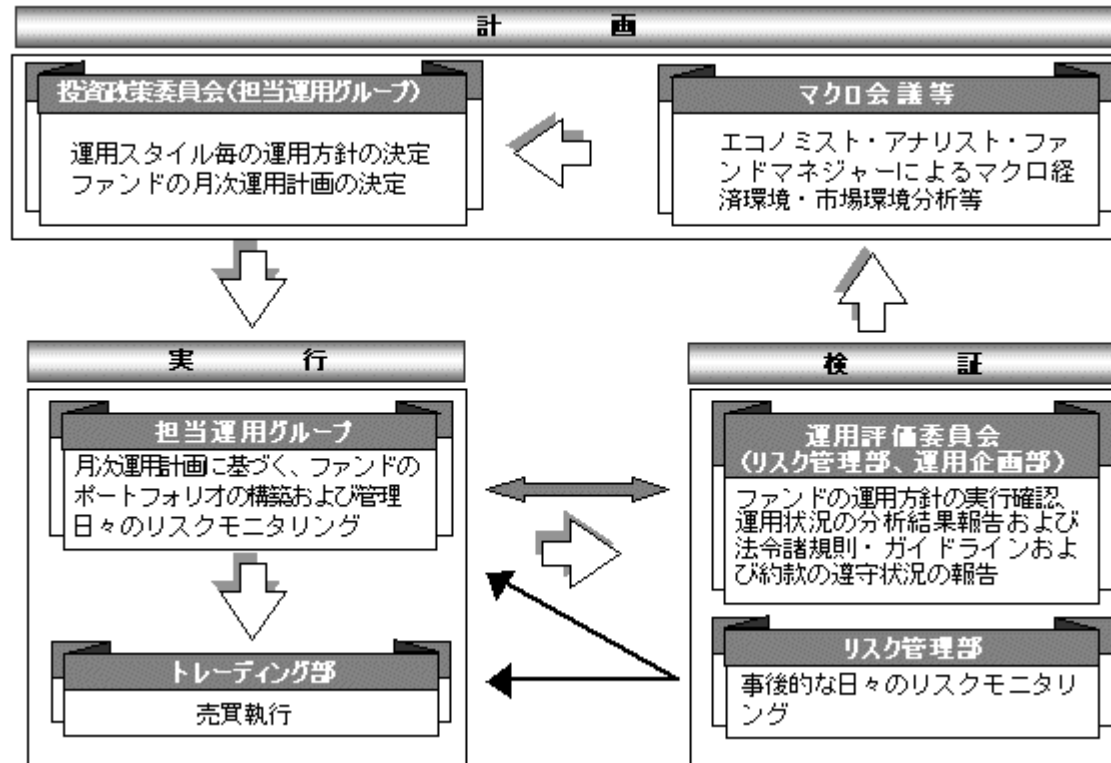 計画
投資政策委員会(担当運用グループ)
運用スタイル毎の運用方針の決定
ファンドの月次運用計画の決定
マクロ会議等
エコノミスト・アナリスト・ファ
ンドマネジャーによるマクロ経
済環境・市場環境分析等
実行
担当運用グループ
月次運用計画に基づく、ファンドの
ポートフォリオの構築および管理
日々のリスクモニタリング
トレーディング部
売買執行
検証
運用評価委員会
(リスク管理部、運用企画部)
ファンドの運用方針の実行確認、
運用状況の分析結果報告および
法令諸規則・ガイドラインおよ
び約款の遵守状況の報告
リスク管理部
事後的な日々のリスクモニタリ
ング